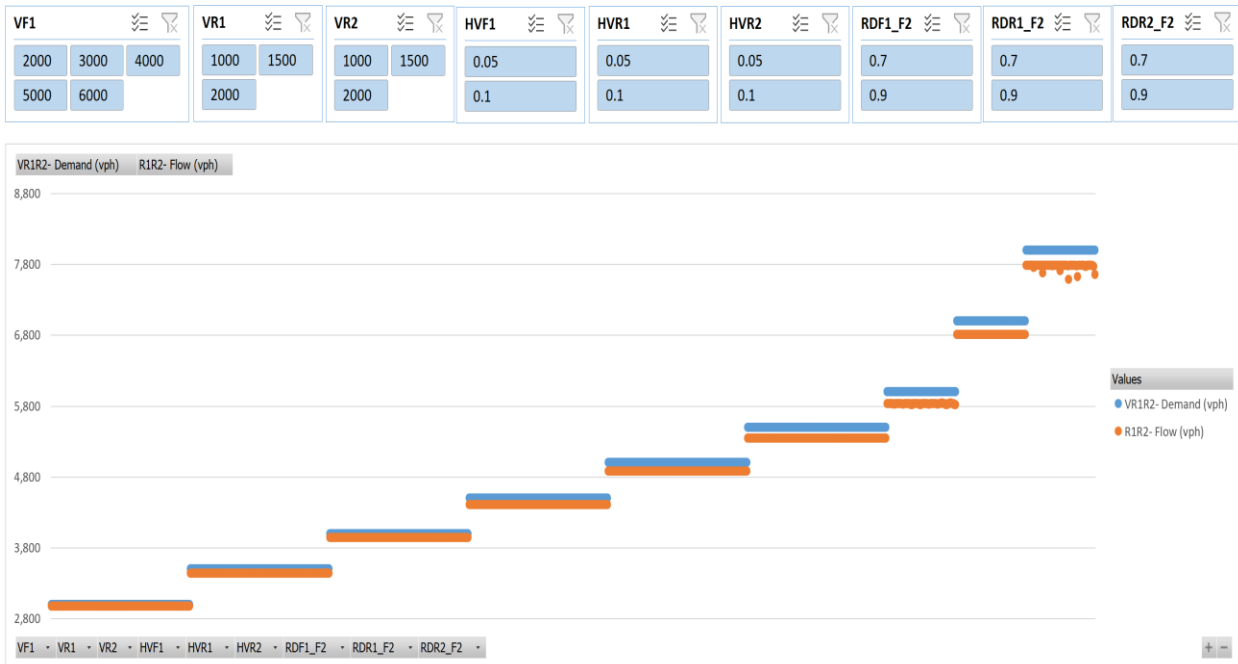 VF1 VR1 VR2 HVF1 HVR1 HVR2 RDF1_F2 RDR1_F2 RDR2_F2
2000 3000 4000 1000 1500 1000 1500 0.05 0.05 0.05 0.7 0.7 0.7
5000 6000 2000 2000 0.1 0.1 0.1 0.9 0.9 0.9
VR1R2- Demand (vph) R1R2- Flow (vph)
8,800
7,800
6,800
5,800
4,800
3,800
2,800
Values
VR1R2- Demand (vph)
R1R2- Flow (vph)
VF1 VR1 VR2 HVF1 HVR1 HVR2 RDF1_F2 RDR1_F2 RDR2_F2
+ −